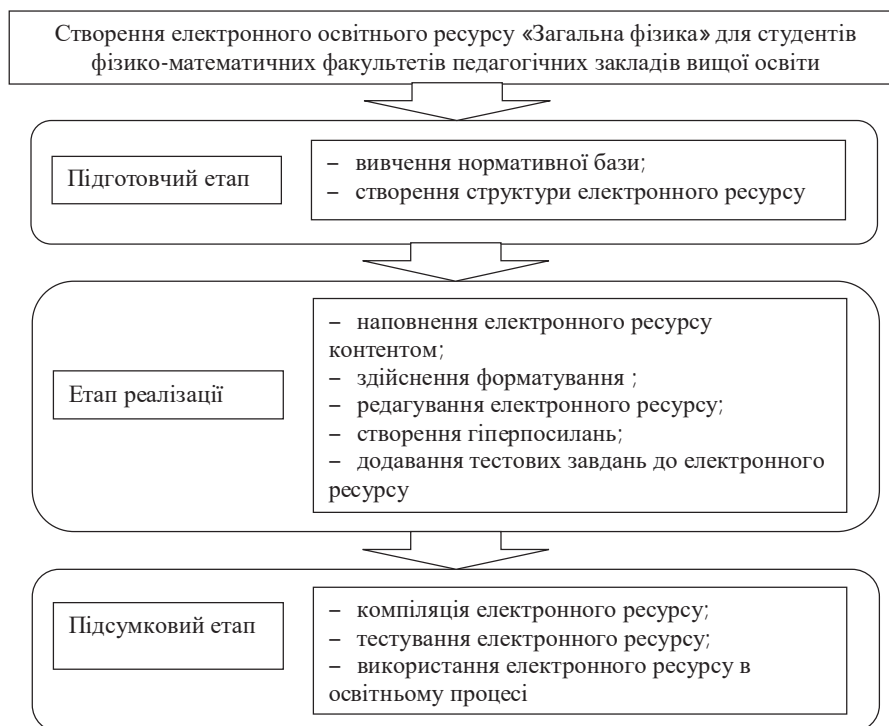 Створення електронного освітнього ресурсу «Загальна фізика» для студентів
фізико-математичних факультетів педагогічних закладів вищої освіти
Підготовчий етап
– вивчення нормативної бази;
– створення структури електронного ресурсу
Етап реалізації
– наповнення електронного ресурсу
контентом;
– здійснення форматування ;
– редагування електронного ресурсу;
– створення гіперпосилань;
– додавання тестових завдань до електронного
ресурсу
Підсумковий етап
– компіляція електронного ресурсу;
– тестування електронного ресурсу;
– використання електронного ресурсу в
освітньому процесі